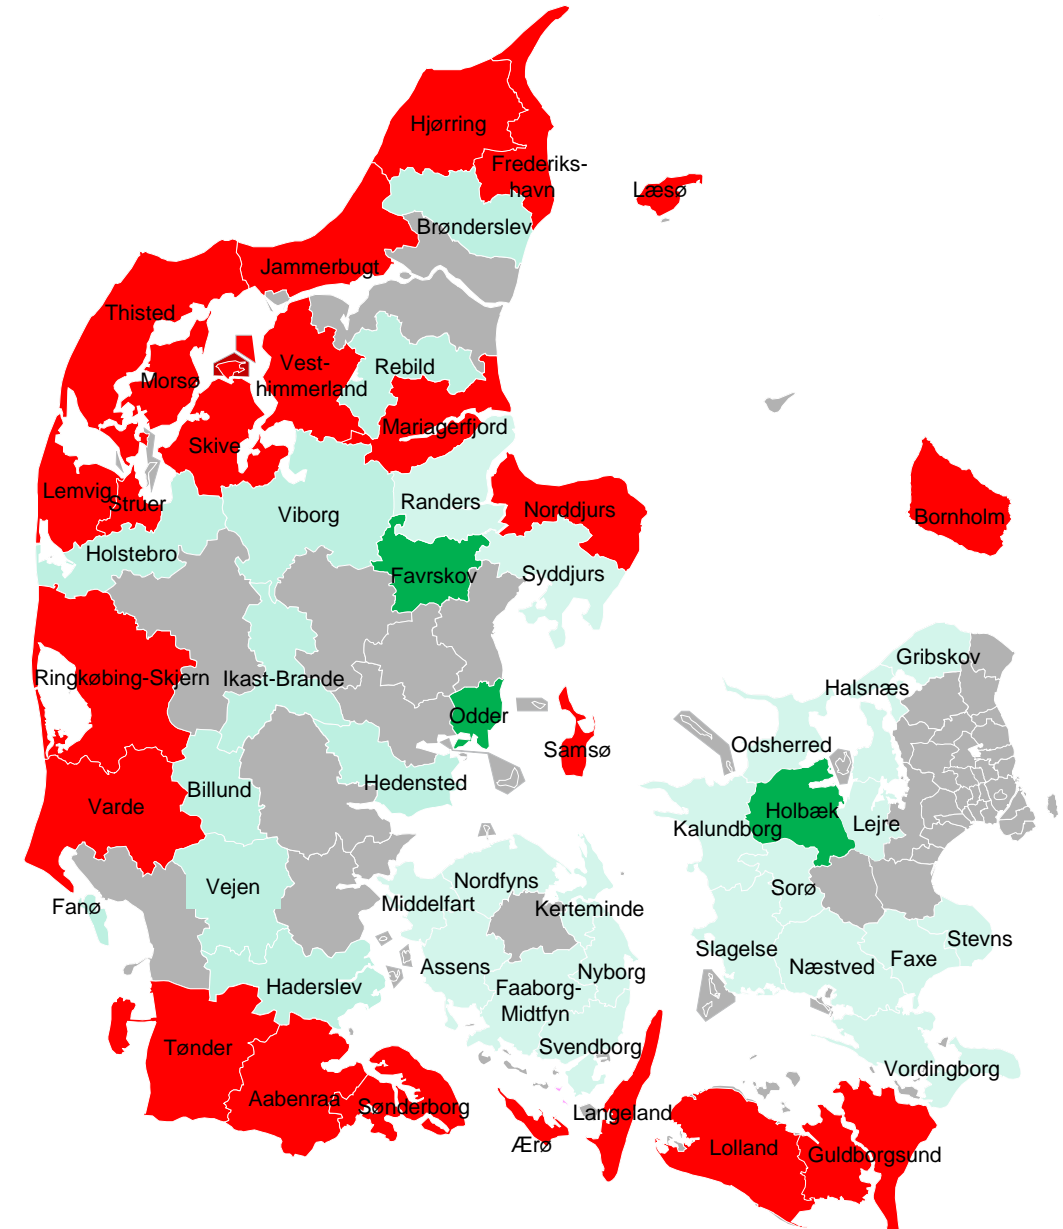 Hjørring
Frederiks-
havn
Læsø
Brønderslev
Jammerbugt
Thisted
Vest-
himmerland
Rebild
Morsø
Mariagerfjord
Skive
Lemvig
Struer
Randers
Norddjurs
Viborg
Bornholm
Holstebro
Favrskov
Syddjurs
Gribskov
Ringkøbing-Skjern
Ikast-Brande
Halsnæs
Odder
Samsø
Odsherred
Hedensted
Billund
Varde
Holbæk
Kalundborg
Lejre
Nordfyns
Vejen
Sorø
Middelfart
Kerteminde
Fanø
Stevns
Slagelse
Faxe
Assens
Næstved
Nyborg
Haderslev
Faaborg-
Midtfyn
Svendborg
Tønder
Vordingborg
Aabenraa
Sønderborg
Langeland
Ærø
Lolland
Guldborgsund